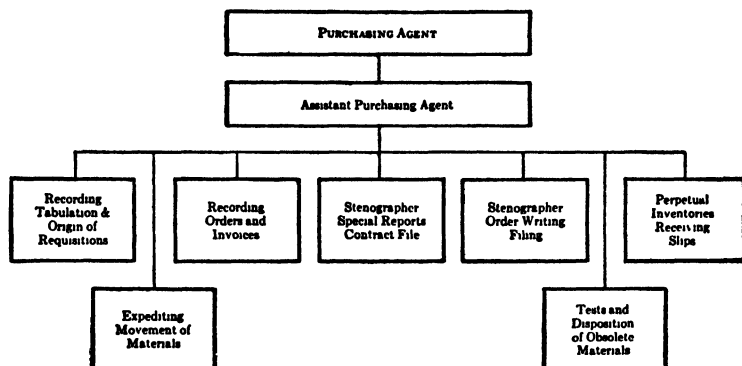 PURCHASING AGENT
Assistant Purchasing Agent
Recording
Tabulation &
Origin of
Requisitions
Recording
Orders and
Invoices
Stenographer
Special Reports
Contract File
Stenographer
Order Writing
Filing
Perpetual
Inventories
Receiving
Slips
Expediting
Movement of
Materials
Tests and
Disposition
of Obsolete
Materials